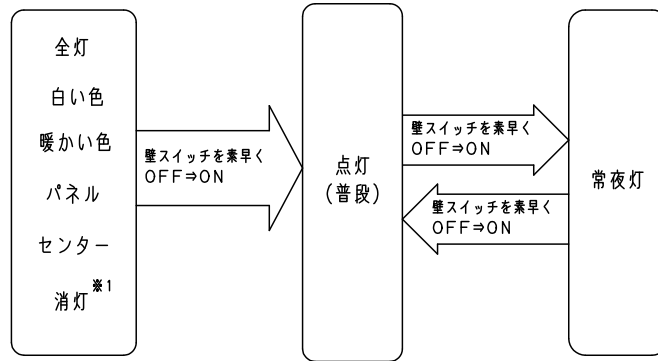 全灯
白い色
暖かい色
パネル
センター
消灯※1
壁スイッチを素早く
OFF⇒ON
点灯
(普段)
壁スイッチを素早く
OFF⇒ON
壁スイッチを素早く
OFF⇒ON
常夜灯